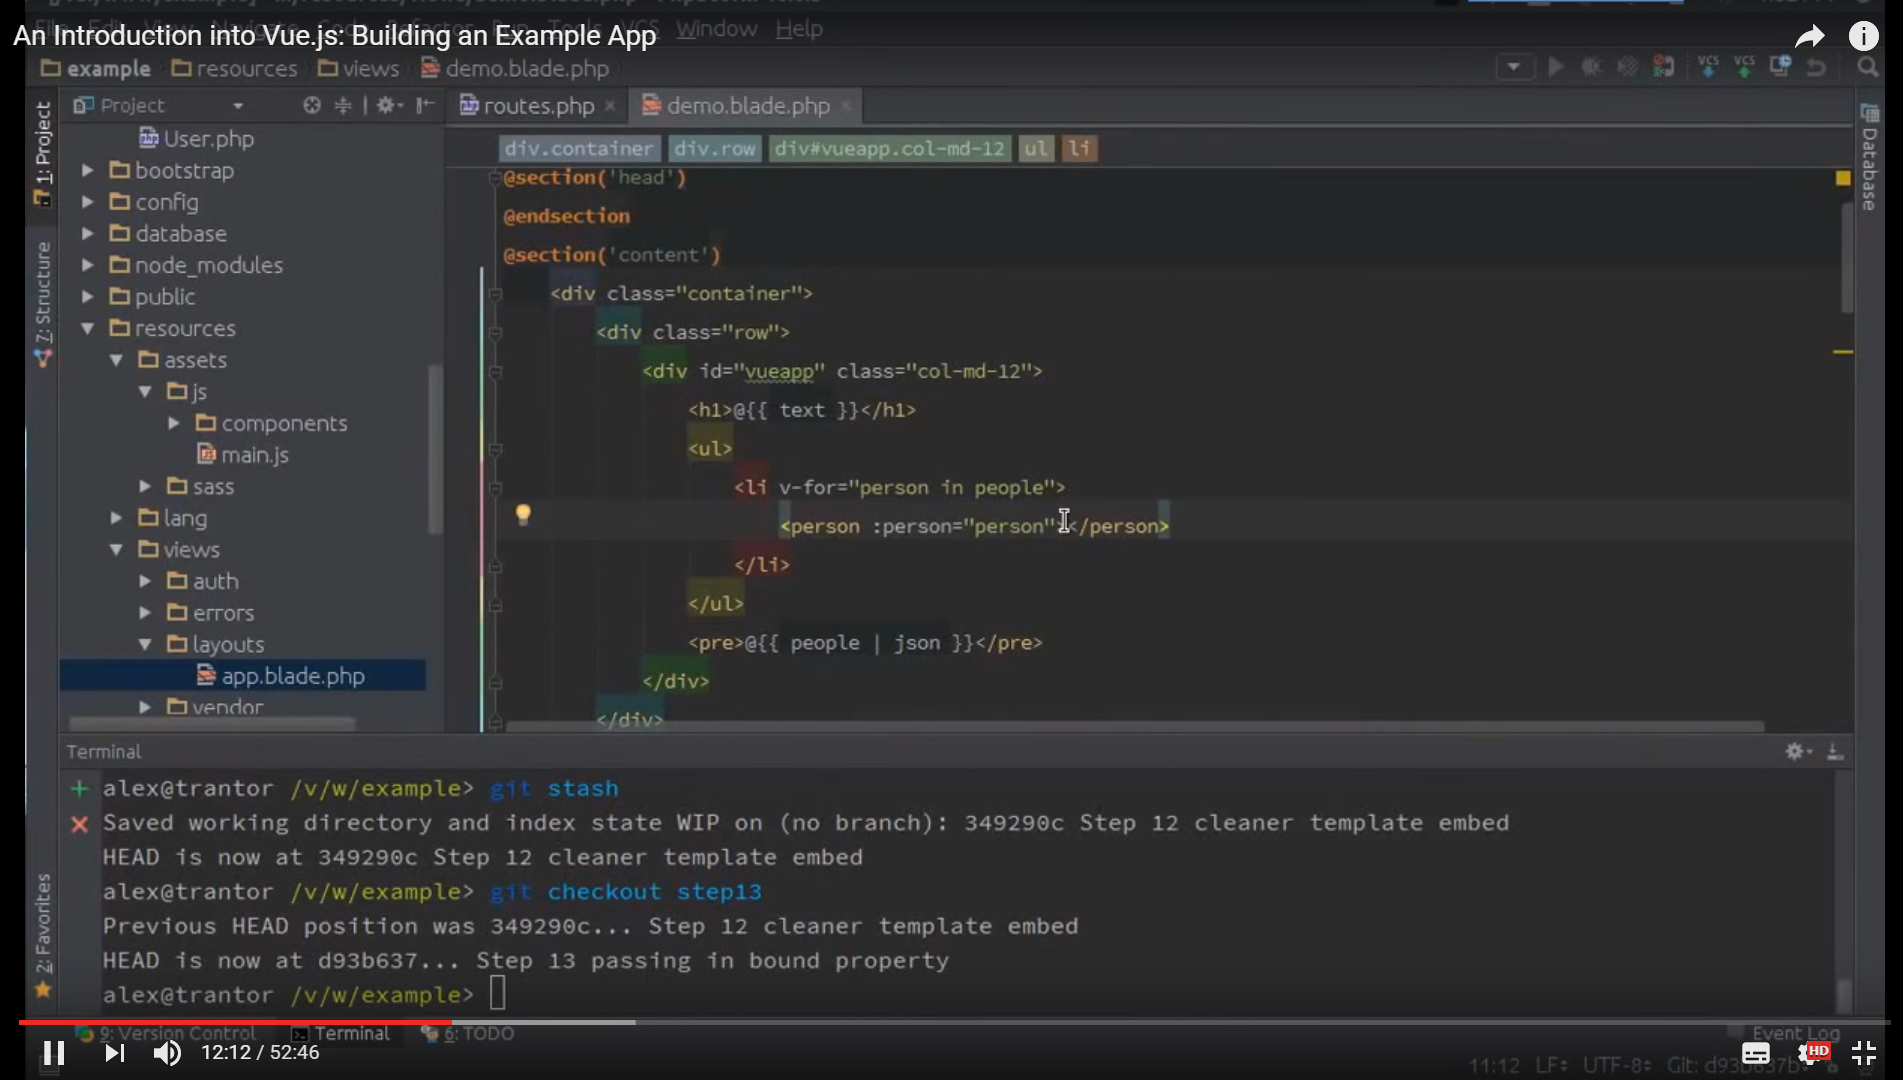 An Introduction into Vue.js: Building an Example App
Window Help
example resources views demo.blade.php
VCS VCS
1: Project
Project
routes.php
demo.blade.php
Database
div.container div.row div#vueapp.col-md-12 ul li
User.php
bootstrap
config
database
node_modules
public
resources
assets
js
components
main.js
sass
lang
views
auth
errors
layouts
app.blade.php
vendor
7: Structure
@section('head')
@endsection
@section('content')
<div class="container">
<div class="row">
<div id="vueapp" class="col-md-12">
<h1>@{{ text }}</h1>
<ul>
<li v-for="person in people">
<person :person="person"></person>
</li>
</ul>
<pre>@{{ people | json }}</pre>
</div>
</div>
Terminal
alex@trantor /v/w/example> git stash
Saved working directory and index state WIP on (no branch): 349290c Step 12 cleaner template embed
HEAD is now at 349290c Step 12 cleaner template embed
alex@trantor /v/w/example> git checkout step13
Previous HEAD position was 349290c... Step 12 cleaner template embed
HEAD is now at d93b637... Step 13 passing in bound property
alex@trantor /v/w/example>
2: Favorites
9: Version Control Terminal 6: TODO
Event Log
12:12 / 52:46
HD
11:12 LF UTF-8 Git: d93b637b